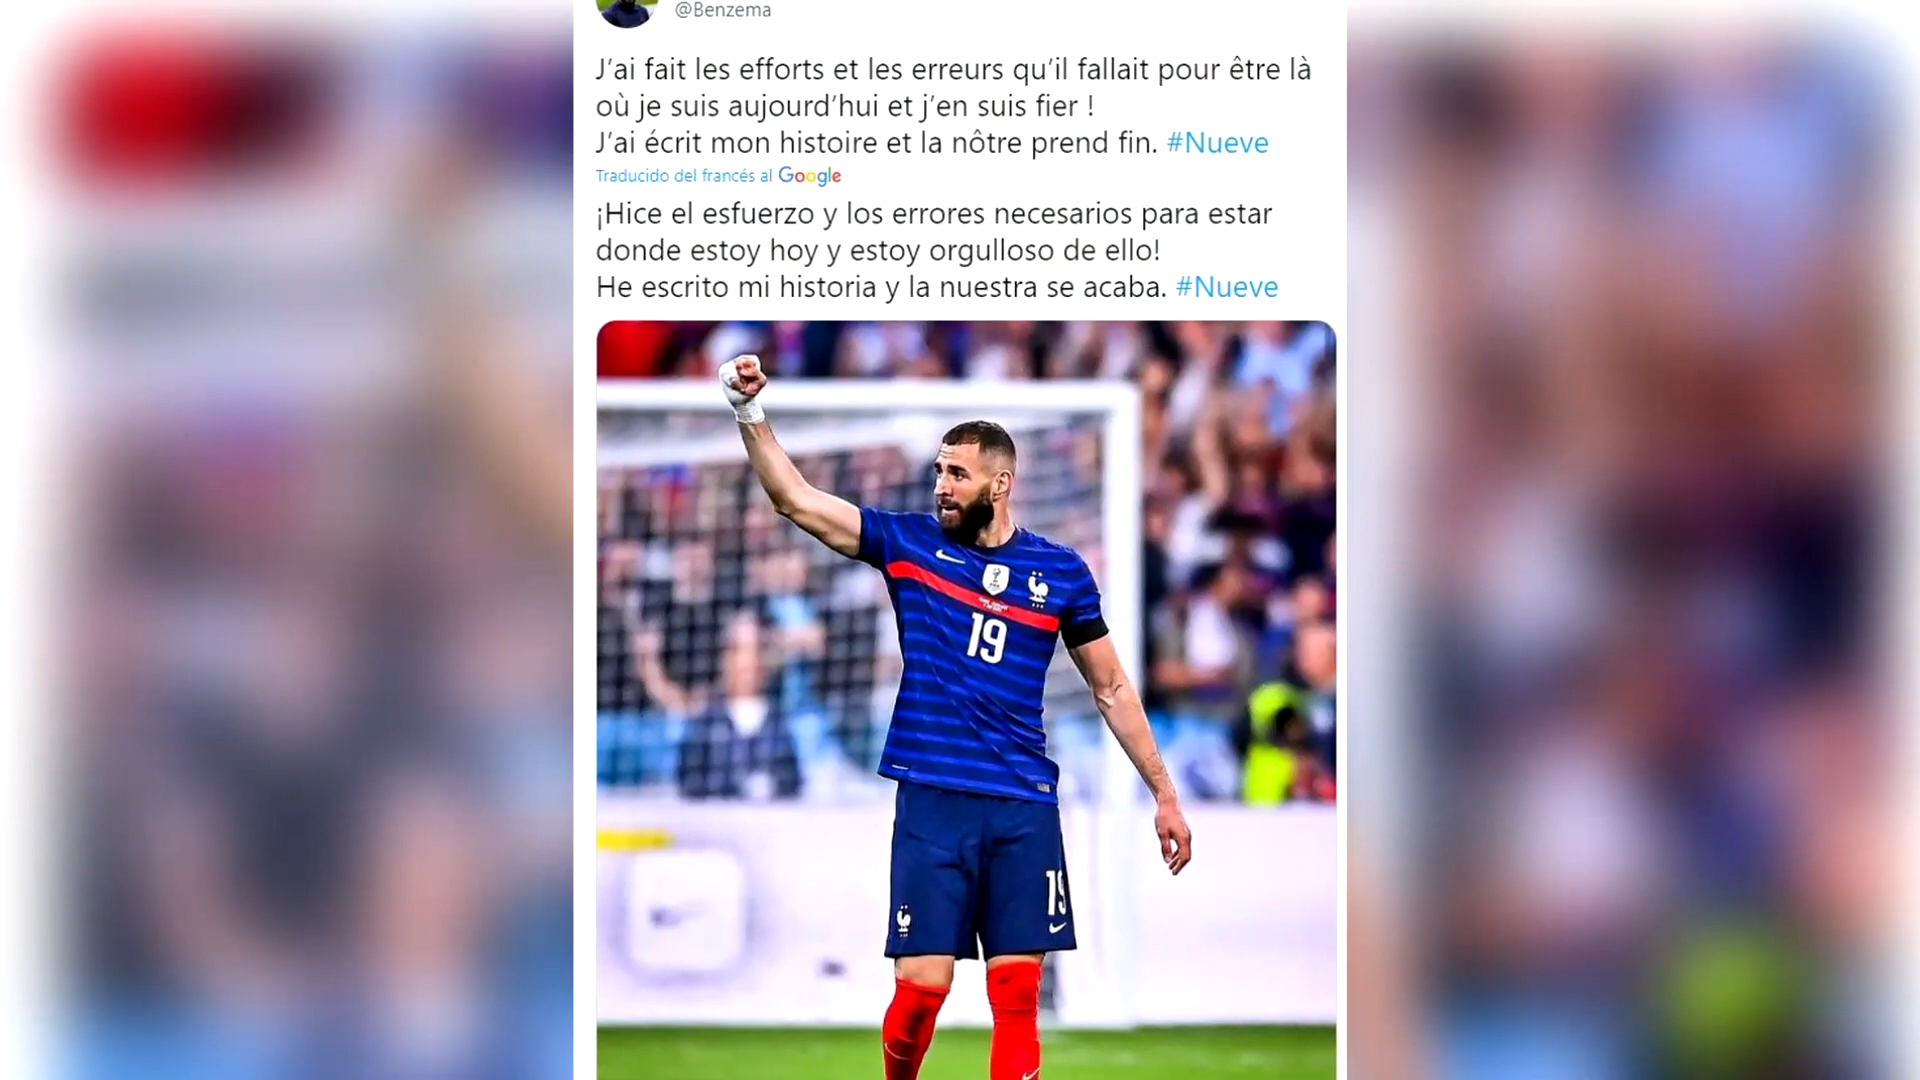 @Benzema
J’ai fait les efforts et les erreurs qu’il fallait pour être là
où je suis aujourd’hui et j’en suis fier !
J’ai écrit mon histoire et la nôtre prend fin. #Nueve
Traducido del francés al Google
¡Hice el esfuerzo y los errores necesarios para estar
donde estoy hoy y estoy orgulloso de ello!
He escrito mi historia y la nuestra se acaba. #Nueve
19
19